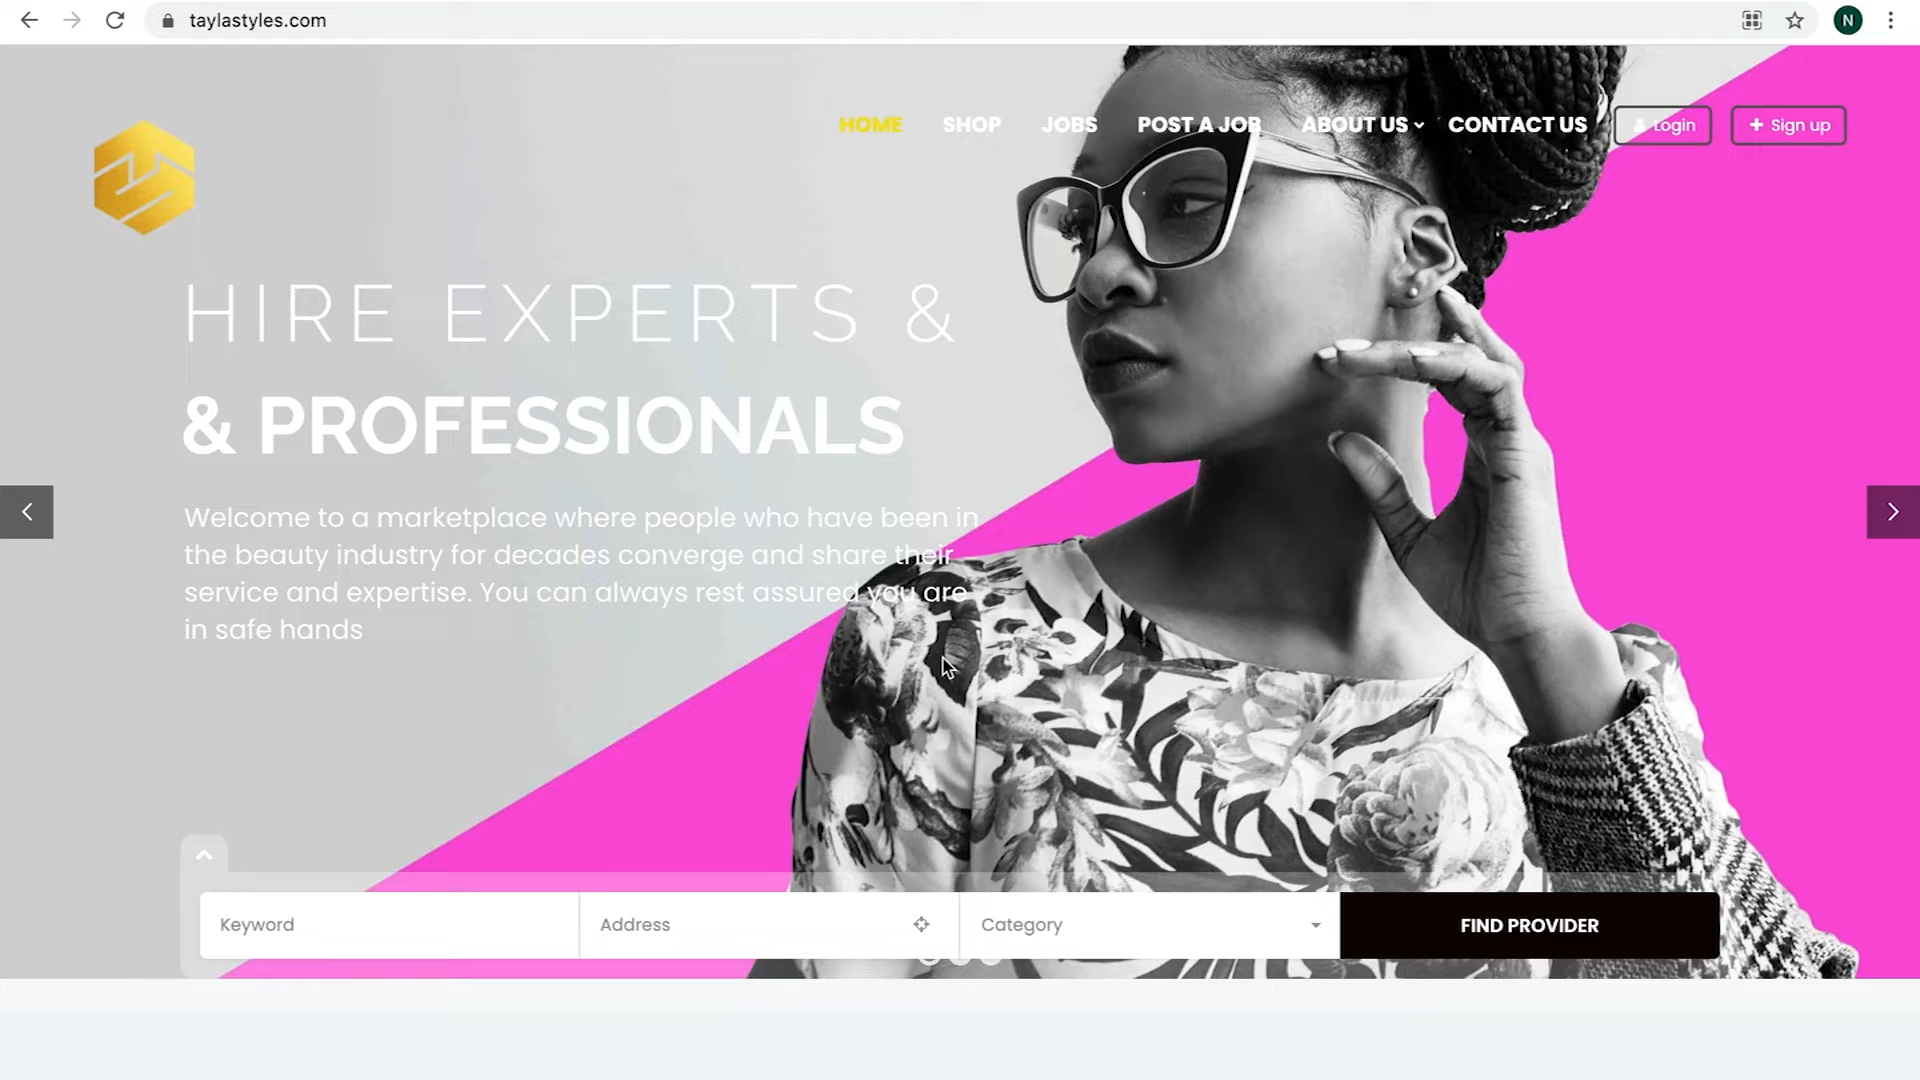 taylastyles.com
N
HOME SHOP JOBS POST A JOB ABOUT US CONTACT US Login + Sign up
HIRE EXPERTS &
& PROFESSIONALS
Welcome to a marketplace where people who have been in
the beauty industry for decades converge and share their
service and expertise. You can always rest assured you are
in safe hands
Keyword Address Category FIND PROVIDER